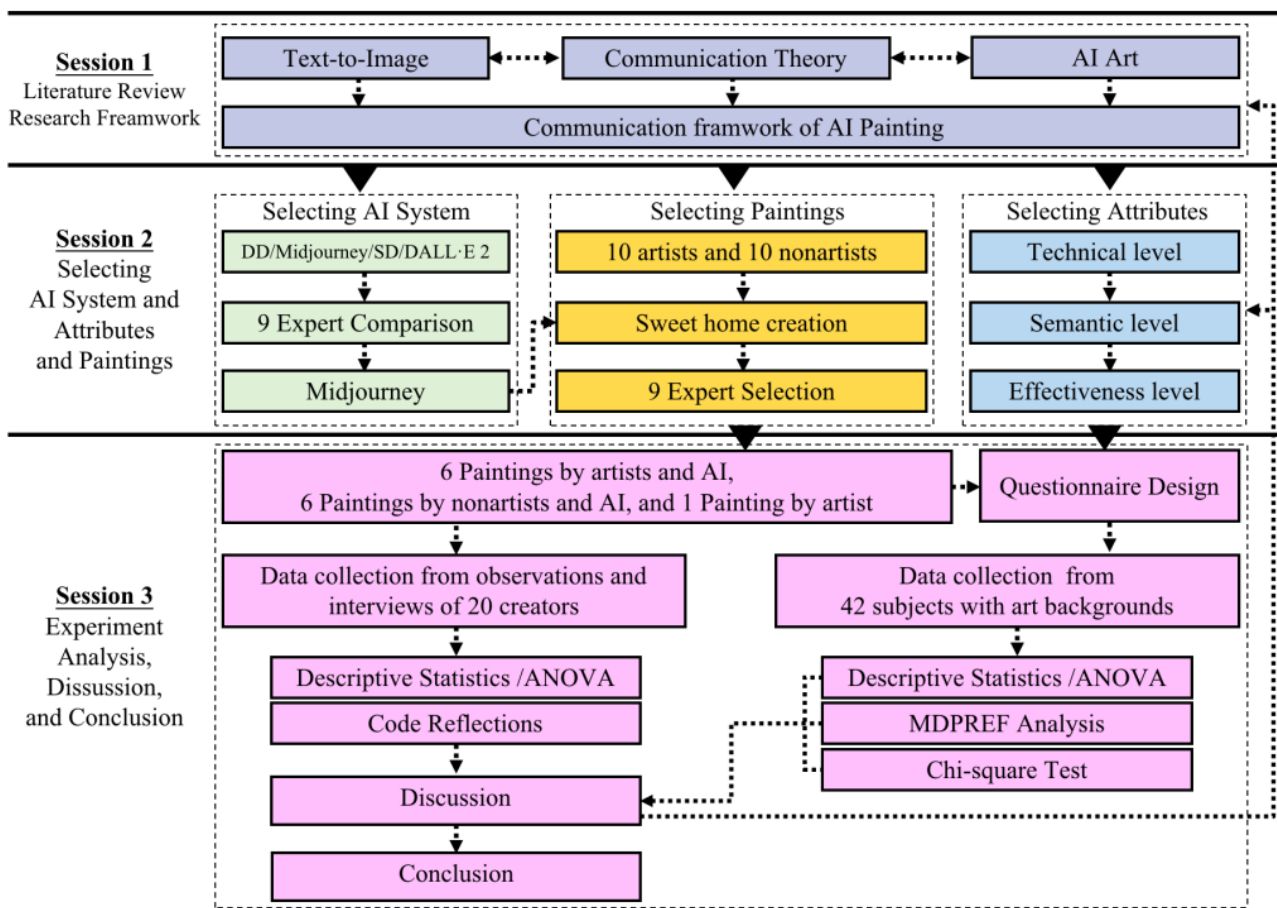 Session 1
Literature Review
Research Freamwork
Text-to-Image
Communication Theory
AI Art
Communication framwork of AI Painting
Session 2
Selecting
AI System and
Attributes
and Paintings
Selecting AI System
DD/Midjourney/SD/DALL·E 2
9 Expert Comparison
Midjourney
Selecting Paintings
10 artists and 10 nonartists
Sweet home creation
9 Expert Selection
Selecting Attributes
Technical level
Semantic level
Effectiveness level
Session 3
Experiment
Analysis,
Dissussion,
and Conclusion
6 Paintings by artists and AI,
6 Paintings by nonartists and AI, and 1 Painting by artist
Questionnaire Design
Data collection from observations and
interviews of 20 creators
Data collection from
42 subjects with art backgrounds
Descriptive Statistics /ANOVA
Code Reflections
Descriptive Statistics /ANOVA
MDPREF Analysis
Chi-square Test
Discussion
Conclusion